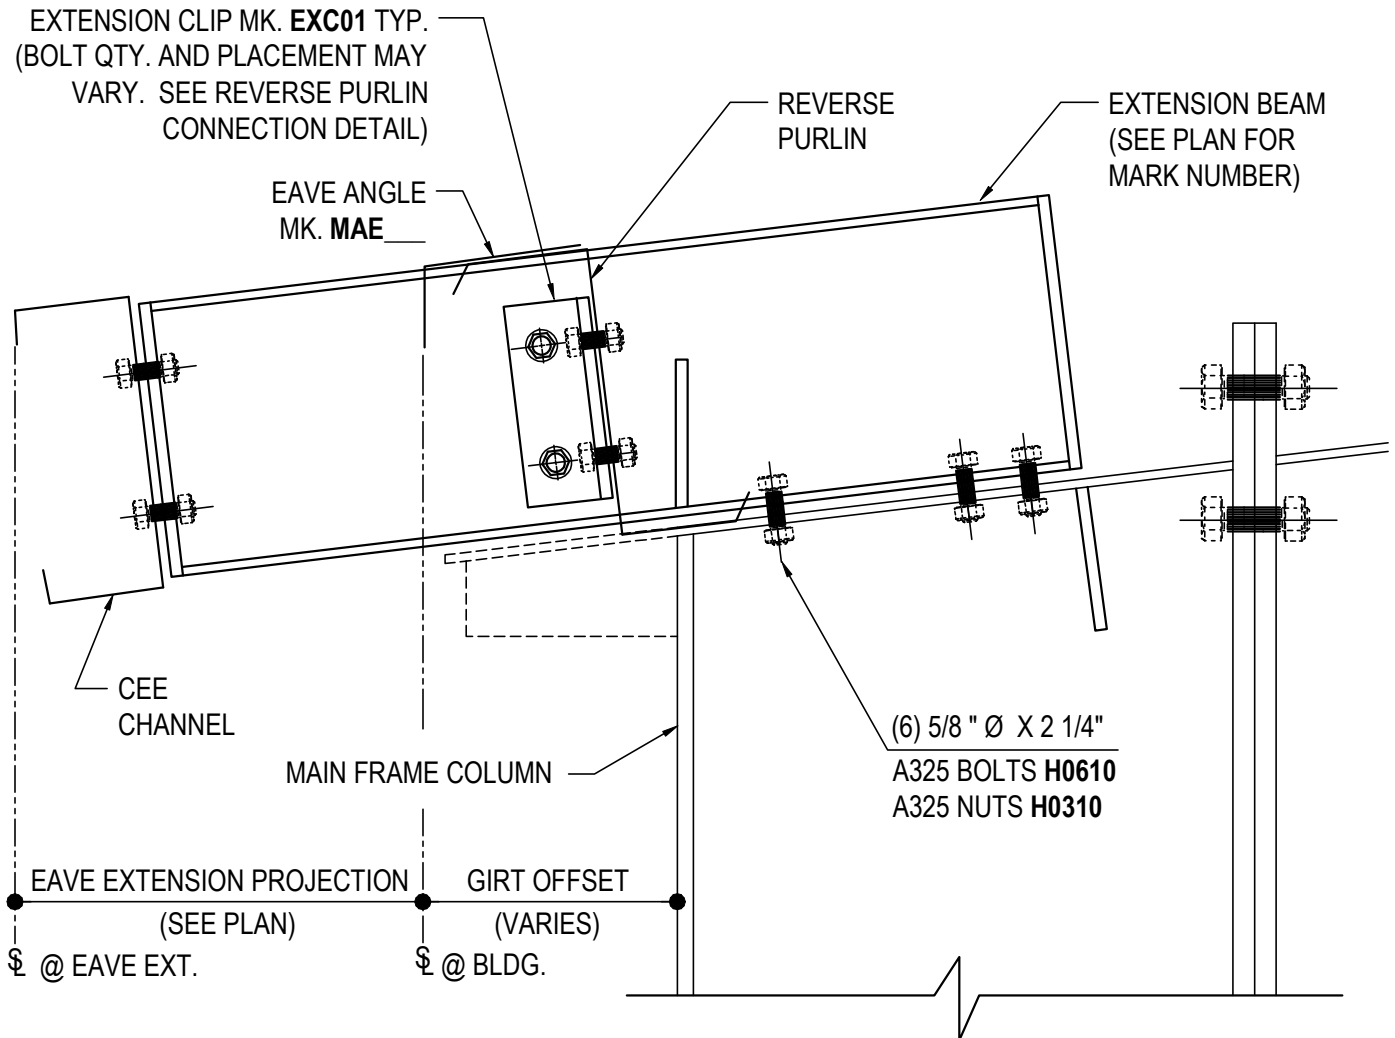 EXTENSION CLIP MK. EXC01 TYP.
(BOLT QTY. AND PLACEMENT MAY
VARY. SEE REVERSE PURLIN
CONNECTION DETAIL)
REVERSE
PURLIN
EXTENSION BEAM
(SEE PLAN FOR
MARK NUMBER)
EAVE ANGLE
MK. MAE___
CEE
CHANNEL
MAIN FRAME COLUMN
(6) 5/8 " Ø X 2 1/4"
A325 BOLTS H0610
A325 NUTS H0310
EAVE EXTENSION PROJECTION
(SEE PLAN)
GIRT OFFSET
(VARIES)
SL @ EAVE EXT.
SL @ BLDG.